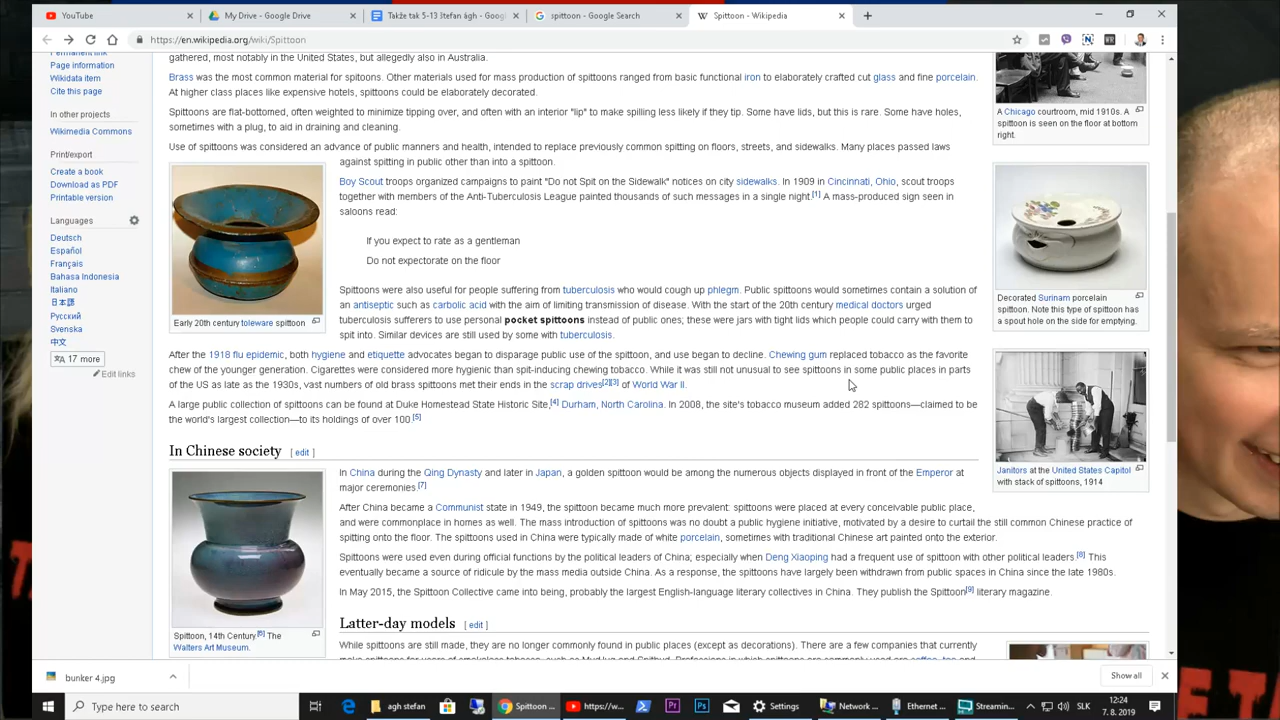 YouTube
My Drive - Google Drive
Takže tak 5-13 štefan ágh - Goog
spittoon - Google Search
Spittoon - Wikipedia
https://en.wikipedia.org/wiki/Spittoon
Permanent link
Page information
Wikidata item
Cite this page
In other projects
Wikimedia Commons
Print/export
Create a book
Download as PDF
Printable version
Languages
Deutsch
Español
Français
Bahasa Indonesia
Italiano
日本語
Русский
Svenska
中文
17 more
Edit links
gathered, most notably in the United States, but allegedly also in Australia.
Brass was the most common material for spitoons. Other materials used for mass production of spittoons ranged from basic functional iron to elaborately crafted cut glass and fine porcelain.
At higher class places like expensive hotels, spittoons could be elaborately decorated.
Spittoons are flat-bottomed, often weighted to minimize tipping over, and often with an interior "lip" to make spilling less likely if they tip. Some have lids, but this is rare. Some have holes,
sometimes with a plug, to aid in draining and cleaning.
Use of spittoons was considered an advance of public manners and health, intended to replace previously common spitting on floors, streets, and sidewalks. Many places passed laws
against spitting in public other than into a spittoon.
Boy Scout troops organized campaigns to paint "Do not Spit on the Sidewalk" notices on city sidewalks. In 1909 in Cincinnati, Ohio, scout troops
together with members of the Anti-Tuberculosis League painted thousands of such messages in a single night.[1] A mass-produced sign seen in
saloons read:
If you expect to rate as a gentleman
Do not expectorate on the floor
Spittoons were also useful for people suffering from tuberculosis who would cough up phlegm. Public spittoons would sometimes contain a solution of
an antiseptic such as carbolic acid with the aim of limiting transmission of disease. With the start of the 20th century medical doctors urged
tuberculosis sufferers to use personal pocket spittoons instead of public ones; these were jars with tight lids which people could carry with them to
spit into. Similar devices are still used by some with tuberculosis.
Early 20th century toleware spittoon
After the 1918 flu epidemic, both hygiene and etiquette advocates began to disparage public use of the spittoon, and use began to decline. Chewing gum replaced tobacco as the favorite
chew of the younger generation. Cigarettes were considered more hygienic than spit-inducing chewing tobacco. While it was still not unusual to see spittoons in some public places in parts
of the US as late as the 1930s, vast numbers of old brass spittoons met their ends in the scrap drives[2][3] of World War II.
A large public collection of spittoons can be found at Duke Homestead State Historic Site,[4] Durham, North Carolina. In 2008, the site's tobacco museum added 282 spittoons—claimed to be
the world's largest collection—to its holdings of over 100.[5]
In Chinese society [ edit ]
In China during the Qing Dynasty and later in Japan, a golden spittoon would be among the numerous objects displayed in front of the Emperor at
major ceremonies.[7]
After China became a Communist state in 1949, the spittoon became much more prevalent: spittoons were placed at every conceivable public place,
and were commonplace in homes as well. The mass introduction of spittoons was no doubt a public hygiene initiative, motivated by a desire to curtail the still common Chinese practice of
spitting onto the floor. The spittoons used in China were typically made of white porcelain, sometimes with traditional Chinese art painted onto the exterior.
Spittoons were used even during official functions by the political leaders of China; especially when Deng Xiaoping had a frequent use of spittoon with other political leaders.[8] This
eventually became a source of ridicule by the mass media outside China. As a response, the spittoons have largely been withdrawn from public spaces in China since the late 1980s.
In May 2015, the Spittoon Collective came into being, probably the largest English-language literary collectives in China. They publish the Spittoon[9] literary magazine.
Spittoon, 14th Century[6] The
Walters Art Museum.
Latter-day models [ edit ]
While spittoons are still made, they are no longer commonly found in public places (except as decorations). There are a few companies that currently
A Chicago courtroom, mid 1910s. A
spittoon is seen on the floor at bottom
right.
Decorated Surinam porcelain
spittoon. Note this type of spittoon has
a spout hole on the side for emptying.
Janitors at the United States Capitol
with stack of spittoons, 1914
bunker 4.jpg
Show all
Type here to search
agh stefan
Spittoon ...
https://w...
Settings
Network ...
Ethernet ...
Streamin...
SLK
12:24
7. 8. 2019